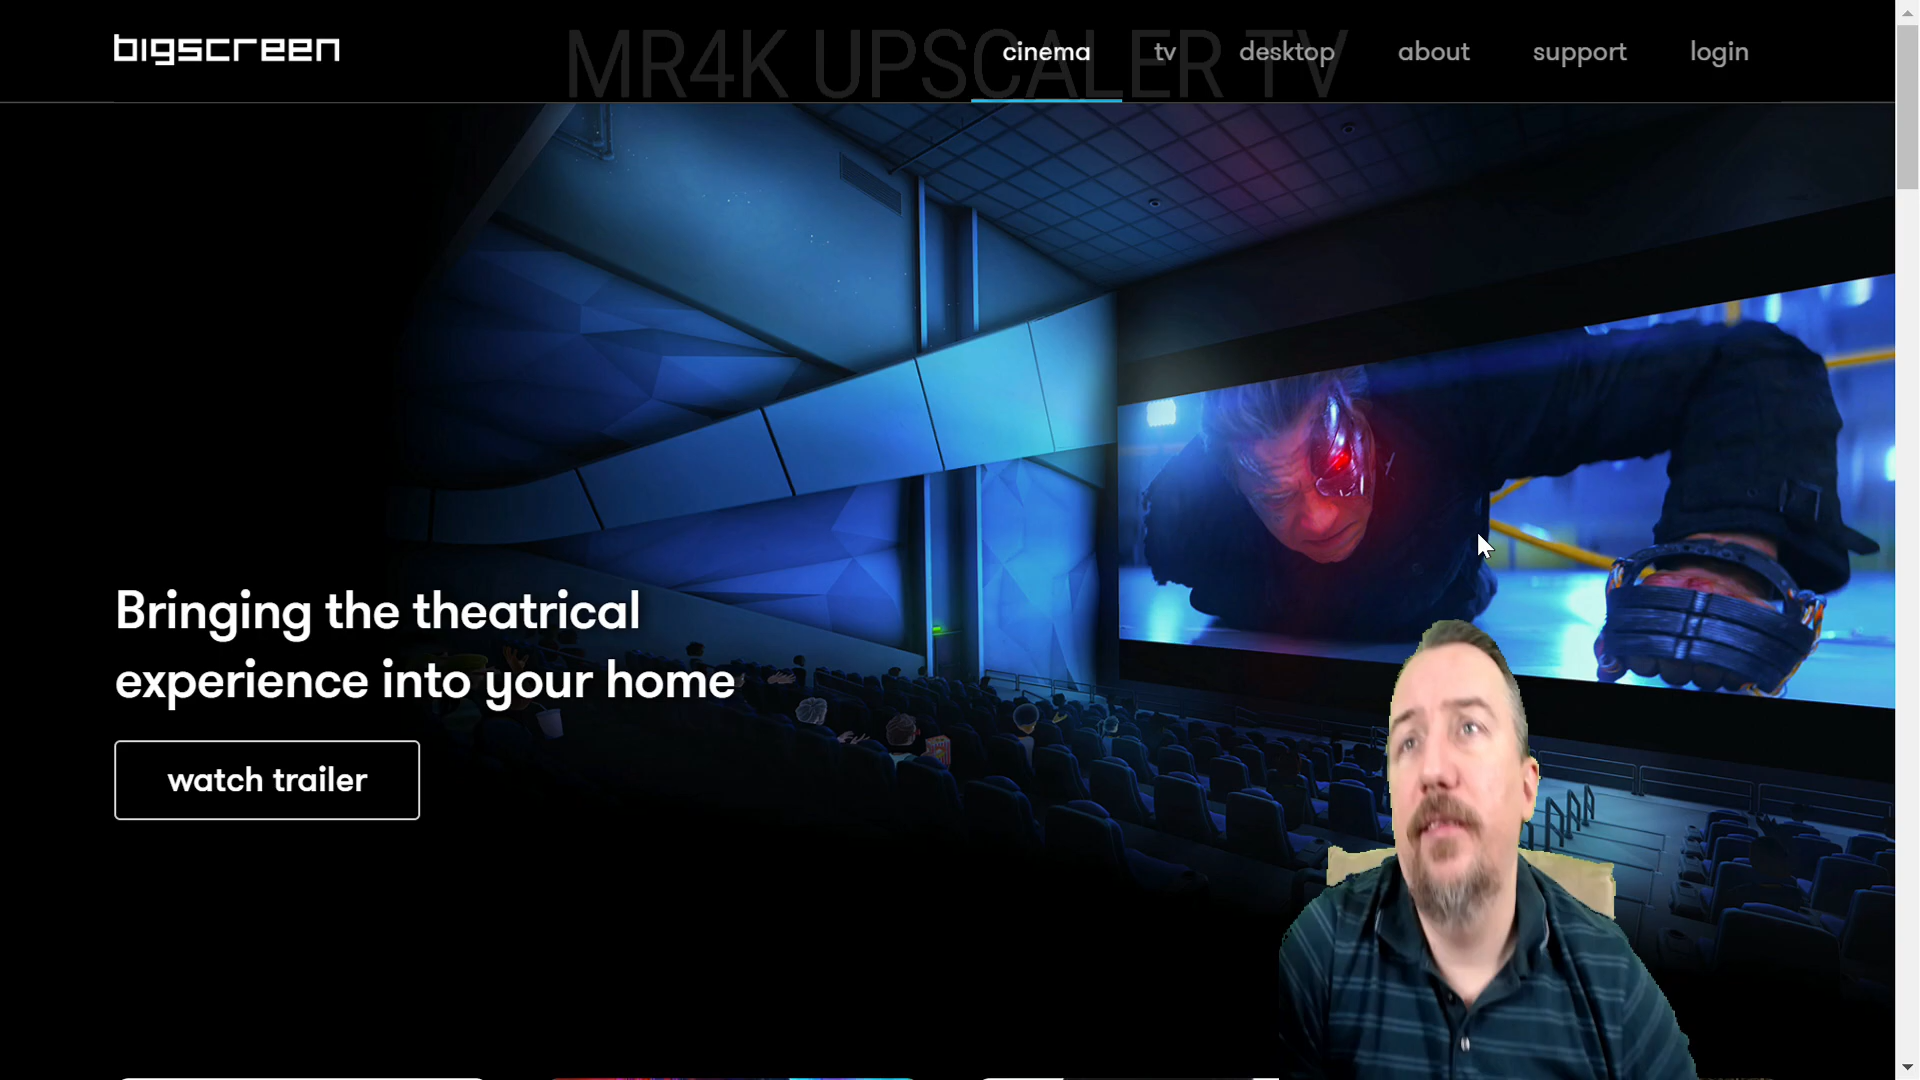 bigscreen
MR4K UPSCALER TV
cinema
tv
desktop
about
support
login
Bringing the theatrical
experience into your home
watch trailer